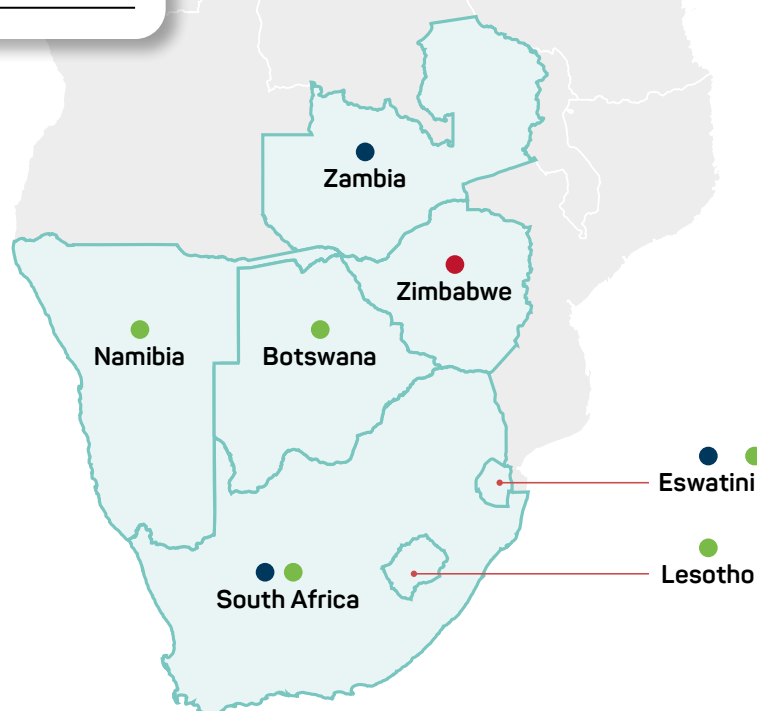 Zambia
Zimbabwe
Namibia
Botswana
Eswatini
Lesotho
South Africa